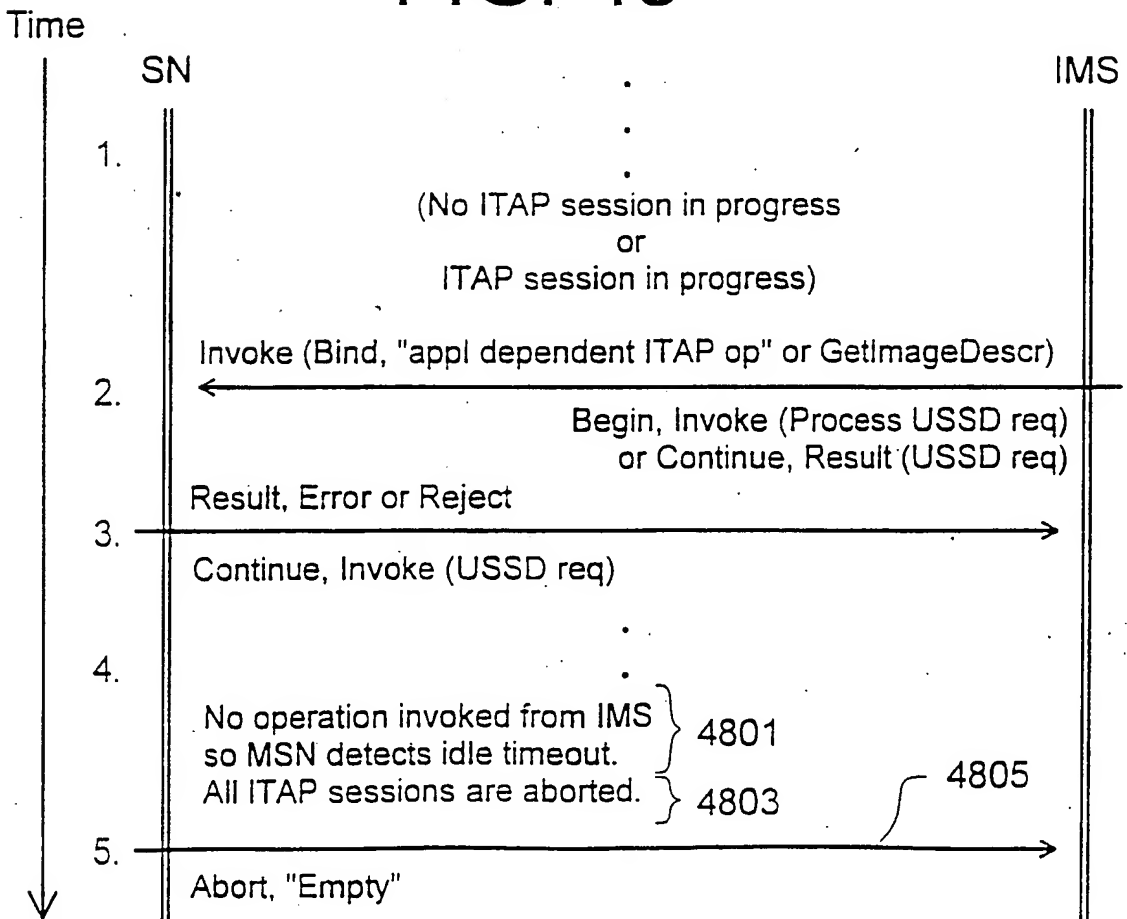 Time
SN
IMS
1.
(No ITAP session in progress
or
ITAP session in progress)
Invoke (Bind, "appl dependent ITAP op" or GetImageDescr)
2.
Begin, Invoke (Process USSD req)
or Continue, Result (USSD req)
Result, Error or Reject
3.
Continue, Invoke (USSD req)
4.
No operation invoked from IMS
so MSN detects idle timeout.
4801
All ITAP sessions are aborted.
4803
4805
5.
Abort, "Empty"